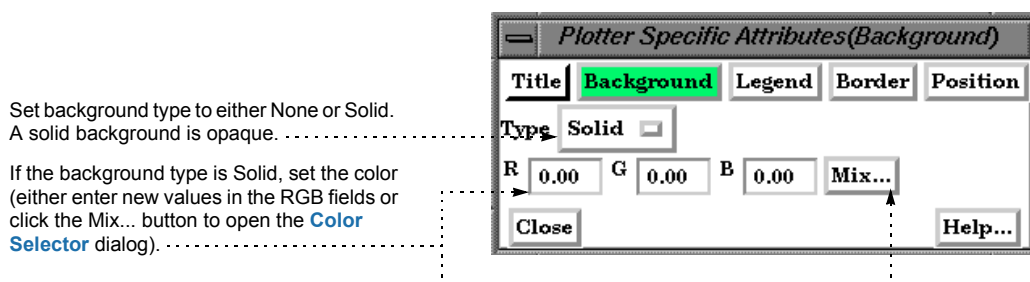 Plotter Specific Attributes(Background)
Title Background Legend Border Position
Set background type to either None or Solid.
A solid background is opaque.
Type Solid
If the background type is Solid, set the color
(either enter new values in the RGB fields or
click the Mix... button to open the Color
Selector dialog).
R 0.00 G 0.00 B 0.00 Mix...
Close Help...